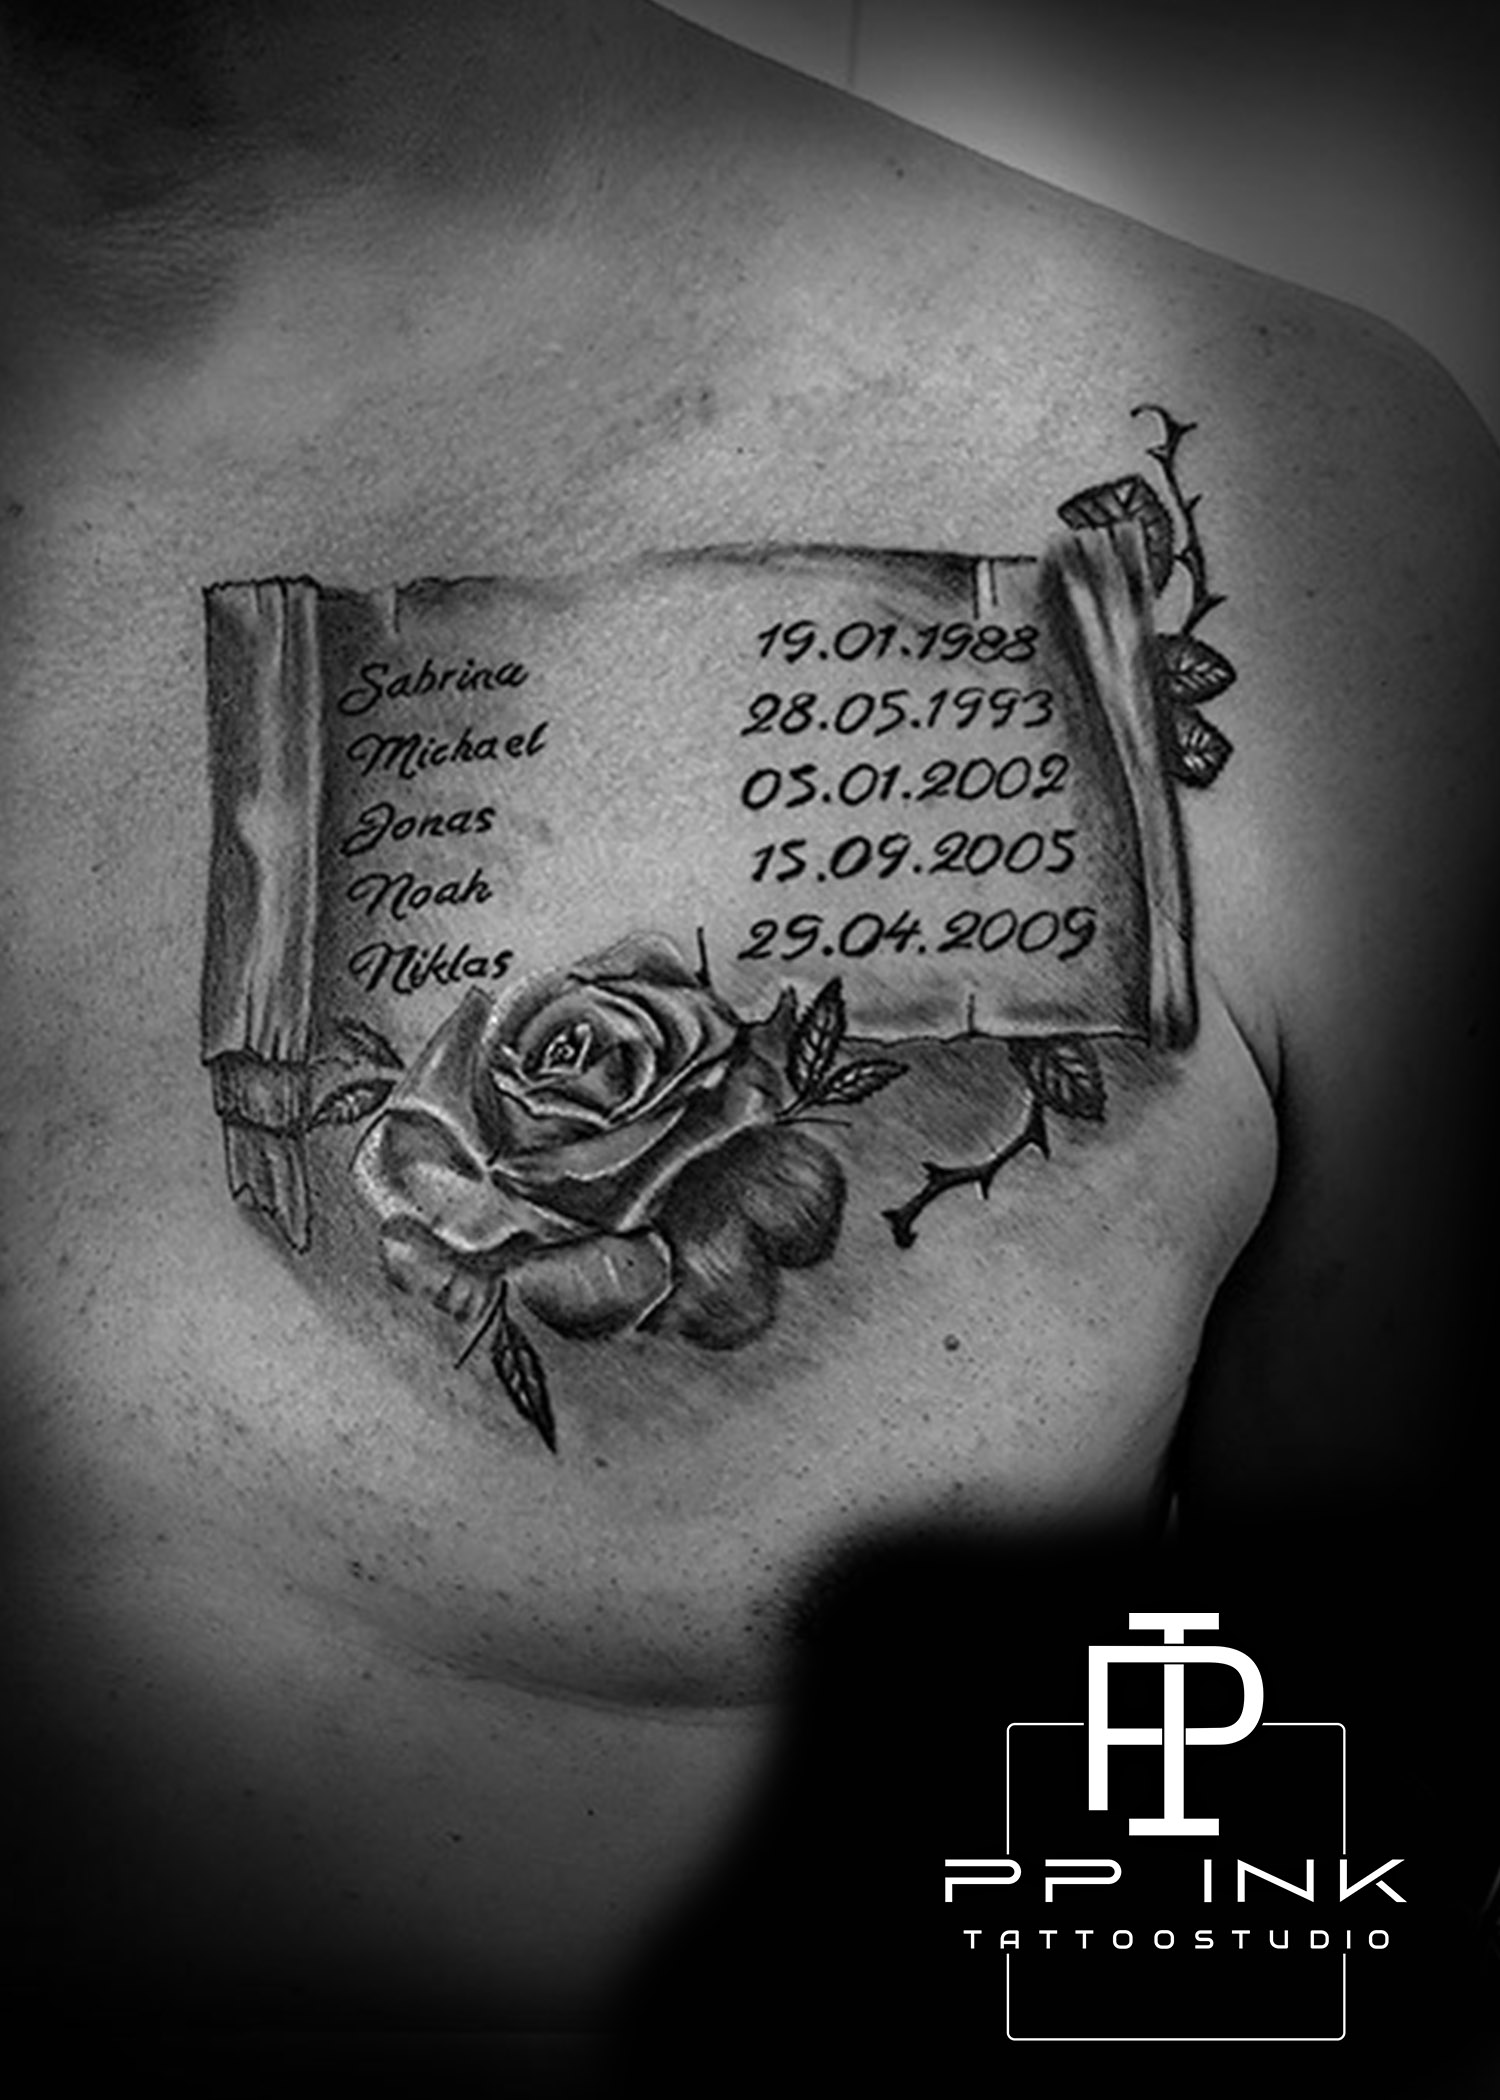 Sabrina 19.01.1988
Michael 28.05.1993
Jonas 05.01.2002
Noah 15.09.2005
Niklas 29.04.2009
PI
PP INK
TATTOOSTUDIO